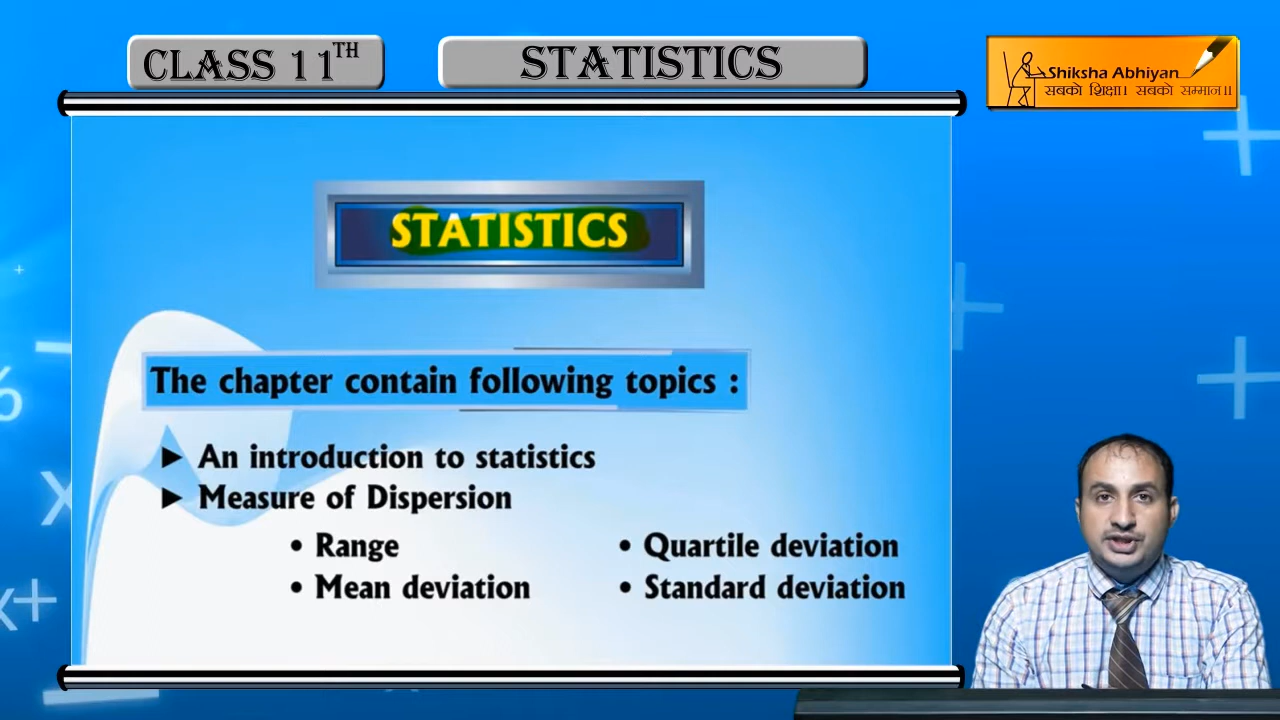 CLASS 11TH
STATISTICS
Shiksha Abhiyan
सबको शिक्षा। सबको सम्मान।।
STATISTICS
The chapter contain following topics :
► An introduction to statistics
► Measure of Dispersion
• Range
• Quartile deviation
• Mean deviation
• Standard deviation